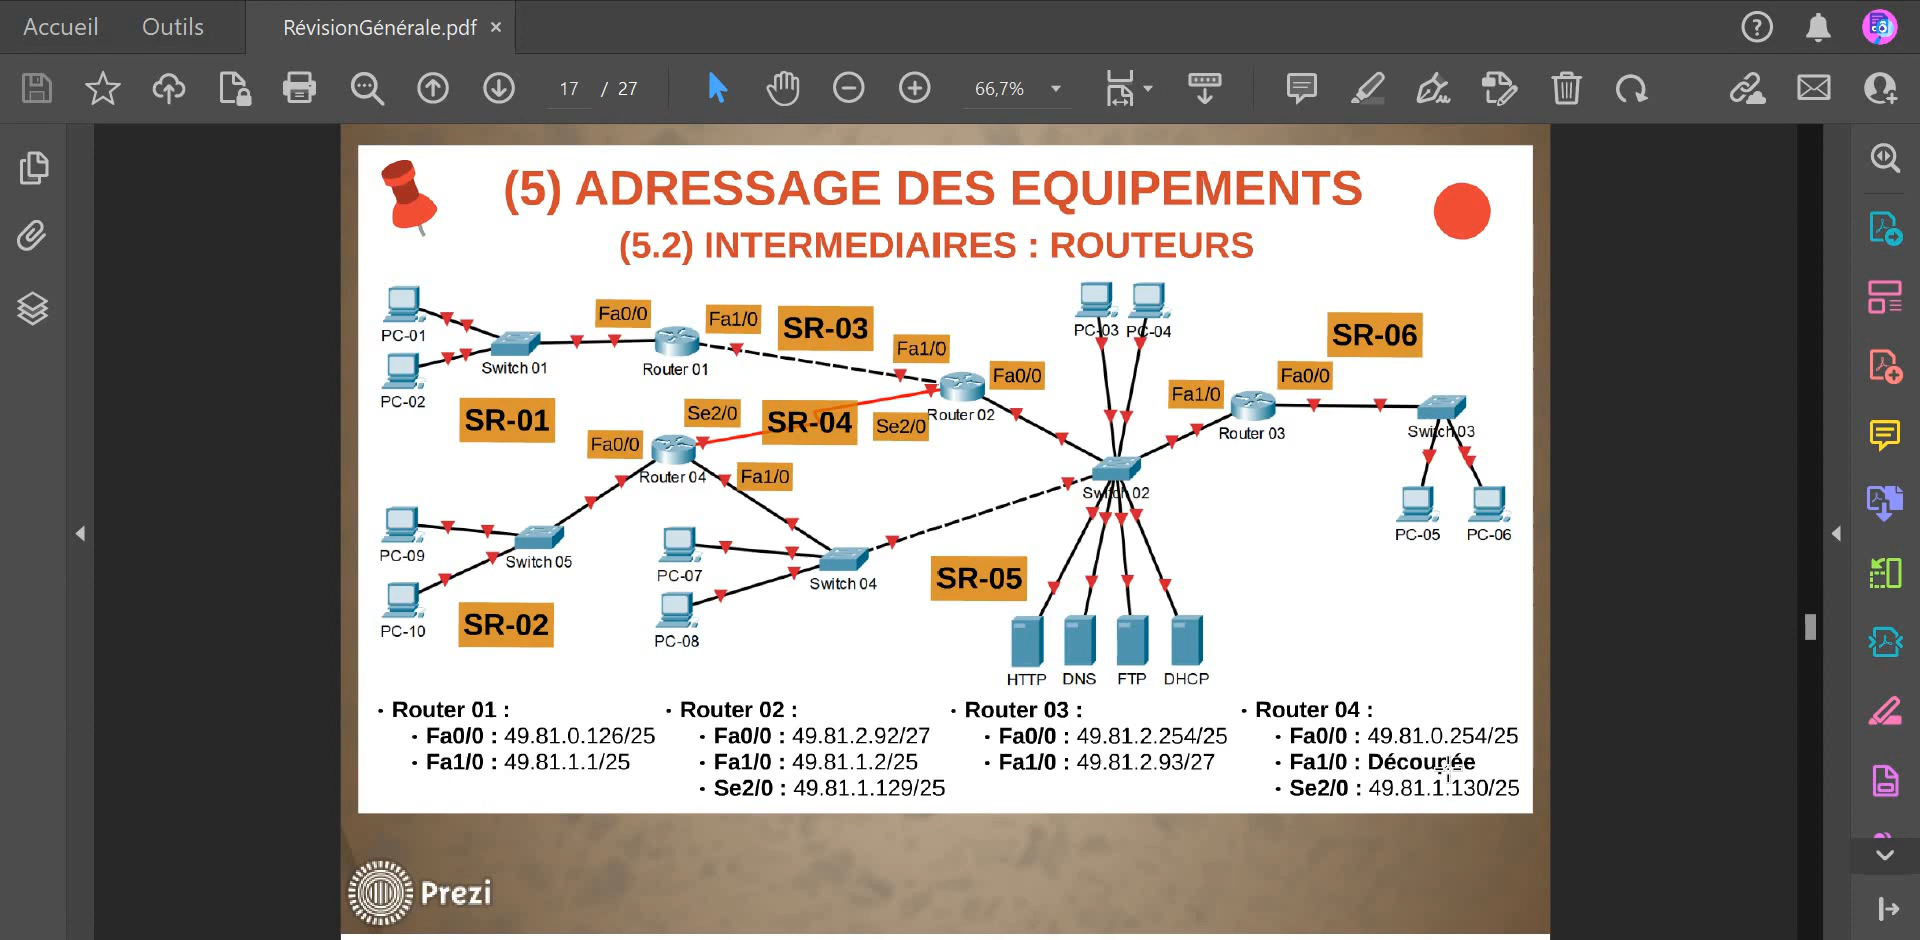 Accueil Outils RévisionGénérale.pdf ×
17 / 27 66,7%
(5) ADRESSAGE DES EQUIPEMENTS
(5.2) INTERMEDIAIRES : ROUTEURS
PC-01
PC-02
Switch 01
Fa0/0
Router 01
Fa1/0
SR-03
Fa1/0
Router 02
Fa0/0
PC-03 PC-04
SR-06
Fa1/0
Router 03
Fa0/0
Switch 03
PC-05 PC-06
SR-01
Se2/0
SR-04
Se2/0
Fa0/0
Router 04
Fa1/0
Switch 02
PC-09
PC-10
Switch 05
SR-02
PC-07
PC-08
Switch 04
SR-05
HTTP DNS FTP DHCP
• Router 01 :
• Fa0/0 : 49.81.0.126/25
• Fa1/0 : 49.81.1.1/25
• Router 02 :
• Fa0/0 : 49.81.2.92/27
• Fa1/0 : 49.81.1.2/25
• Se2/0 : 49.81.1.129/25
• Router 03 :
• Fa0/0 : 49.81.2.254/25
• Fa1/0 : 49.81.2.93/27
• Router 04 :
• Fa0/0 : 49.81.0.254/25
• Fa1/0 :
• Se2/0 : 49.81.1.130/25
Prezi